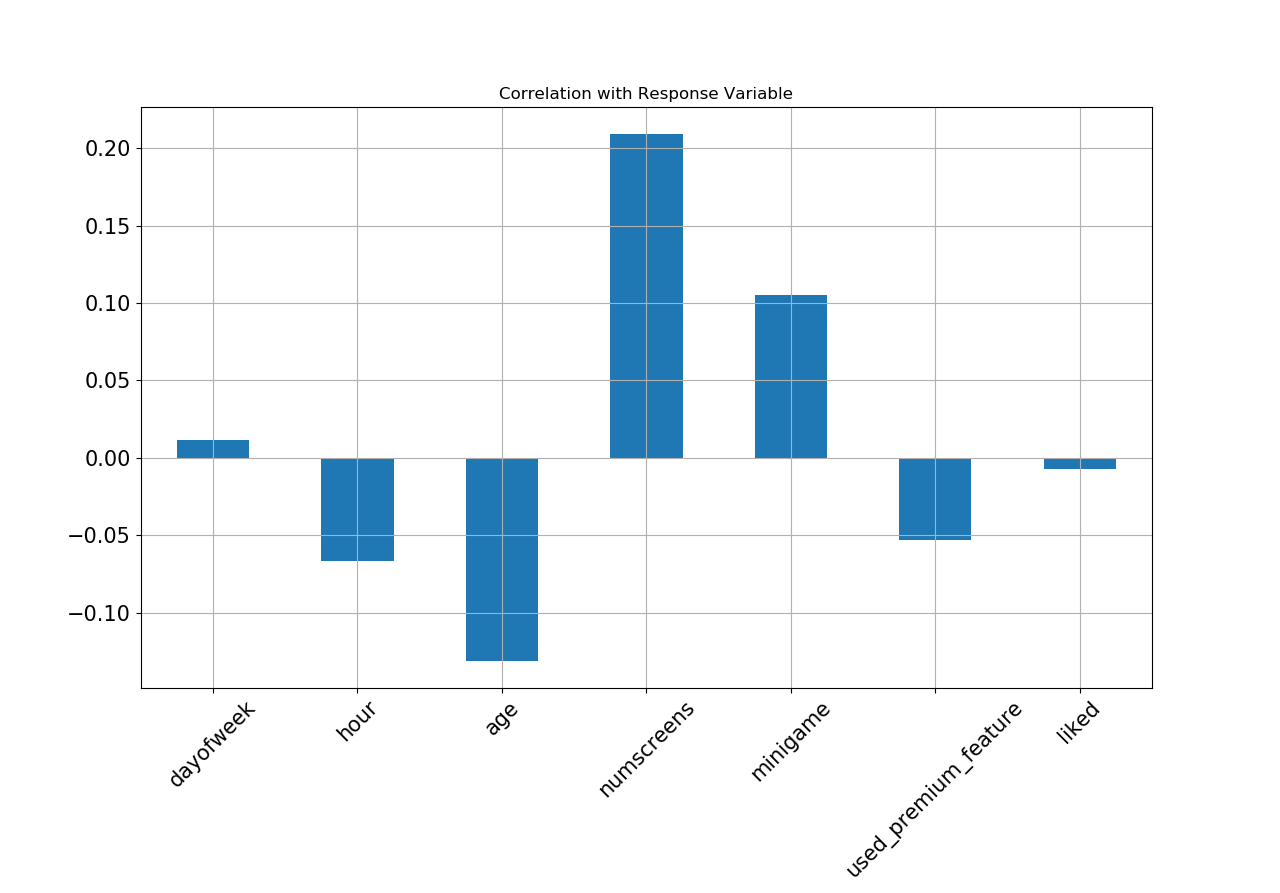 Correlation with Response Variable
0.20
0.15
0.10
0.05
0.00
−0.05
−0.10
dayofweek
hour
age
numscreens
minigame
used_premium_feature
liked